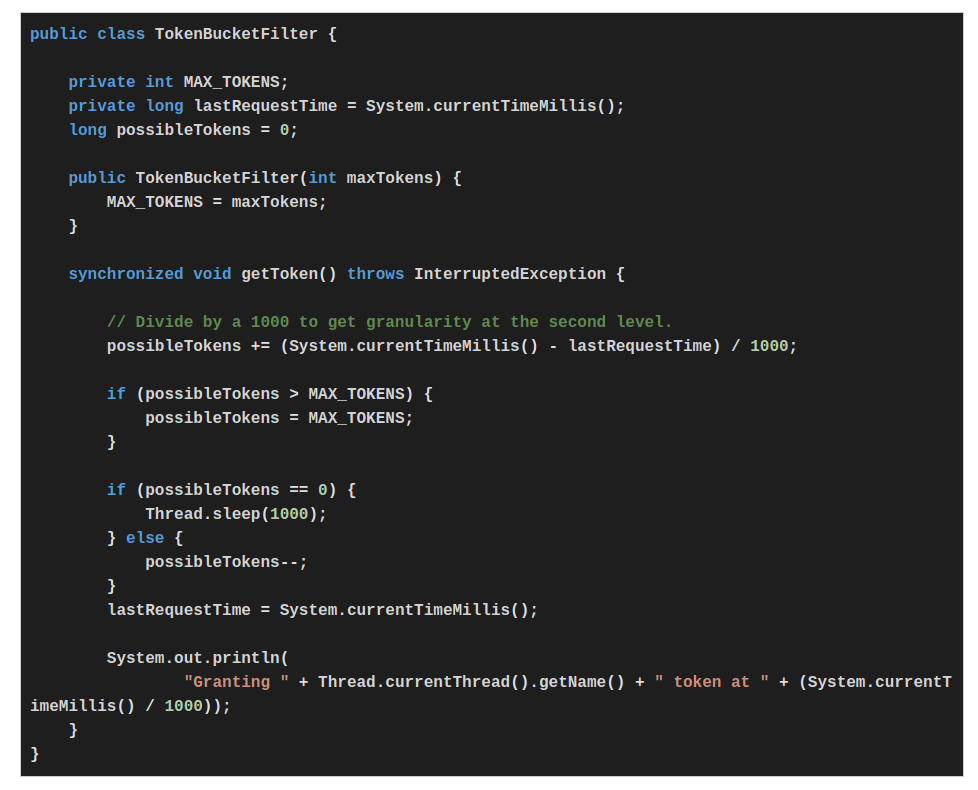 public class TokenBucketFilter {
    private int MAX_TOKENS;
    private long lastRequestTime = System.currentTimeMillis();
    long possibleTokens = 0;
    public TokenBucketFilter(int maxTokens) {
        MAX_TOKENS = maxTokens;
    }
    synchronized void getToken() throws InterruptedException {
        // Divide by a 1000 to get granularity at the second level.
        possibleTokens += (System.currentTimeMillis() - lastRequestTime) / 1000;
        if (possibleTokens > MAX_TOKENS) {
            possibleTokens = MAX_TOKENS;
        }
        if (possibleTokens == 0) {
            Thread.sleep(1000);
        } else {
            possibleTokens--;
        }
        lastRequestTime = System.currentTimeMillis();
        System.out.println(
                "Granting " + Thread.currentThread().getName() + " token at " + (System.currentT
imeMillis() / 1000));
    }
}